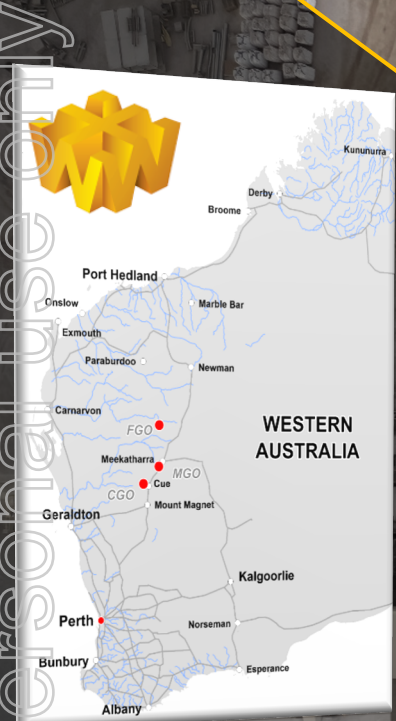 ersonal use only
Kununurra
Derby
Broome
Port Hedland
Onslow
Marble Bar
Exmouth
Paraburdoo
Newman
Carnarvon
FGO
WESTERN
AUSTRALIA
Meekatharra
MGO
CGO
Cue
Mount Magnet
Geraldton
Kalgoorlie
Perth
Norseman
Bunbury
Esperance
Albany